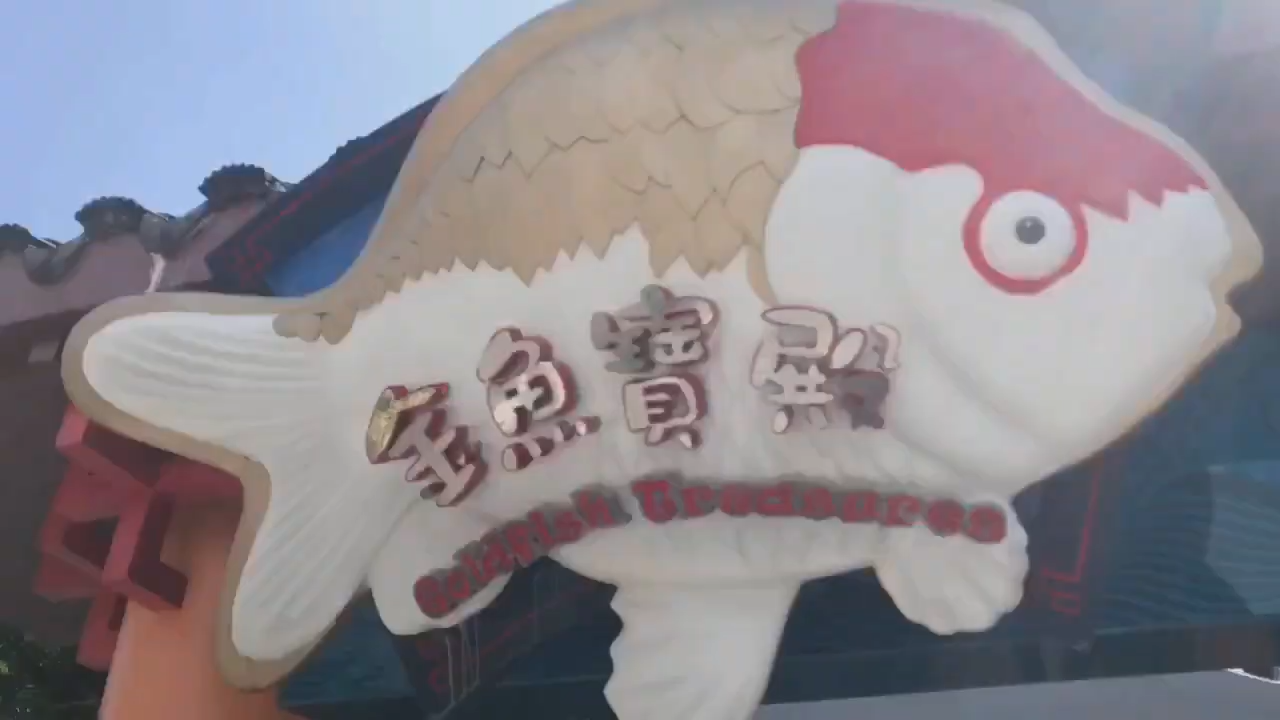 金魚寶殿
Goldfish Treasures